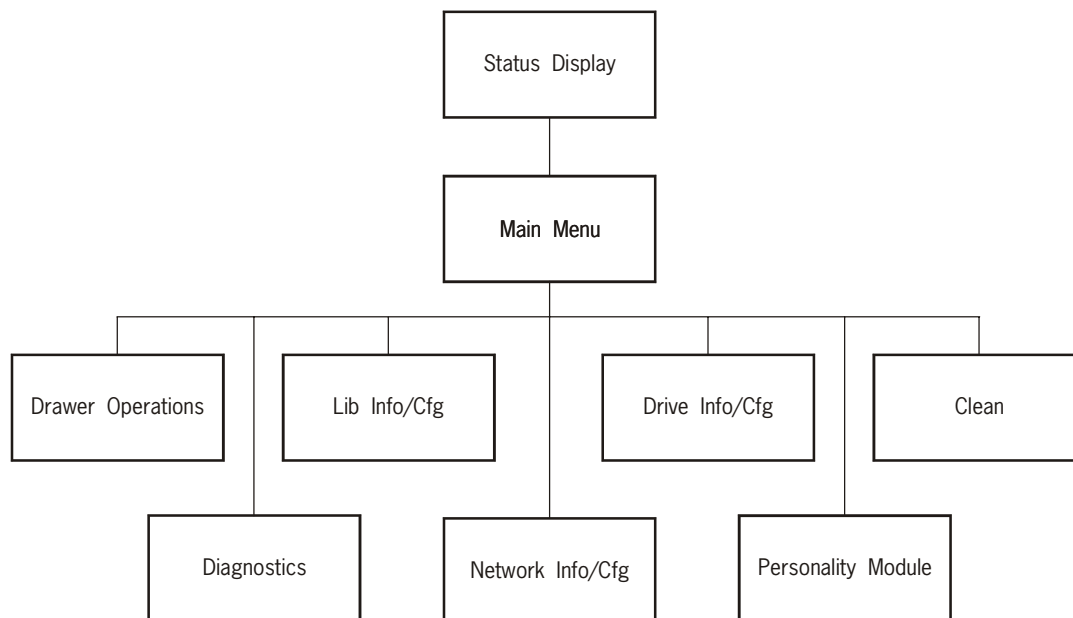 Status Display
Main Menu
Drawer Operations
Lib Info/Cfg
Drive Info/Cfg
Clean
Diagnostics
Network Info/Cfg
Personality Module